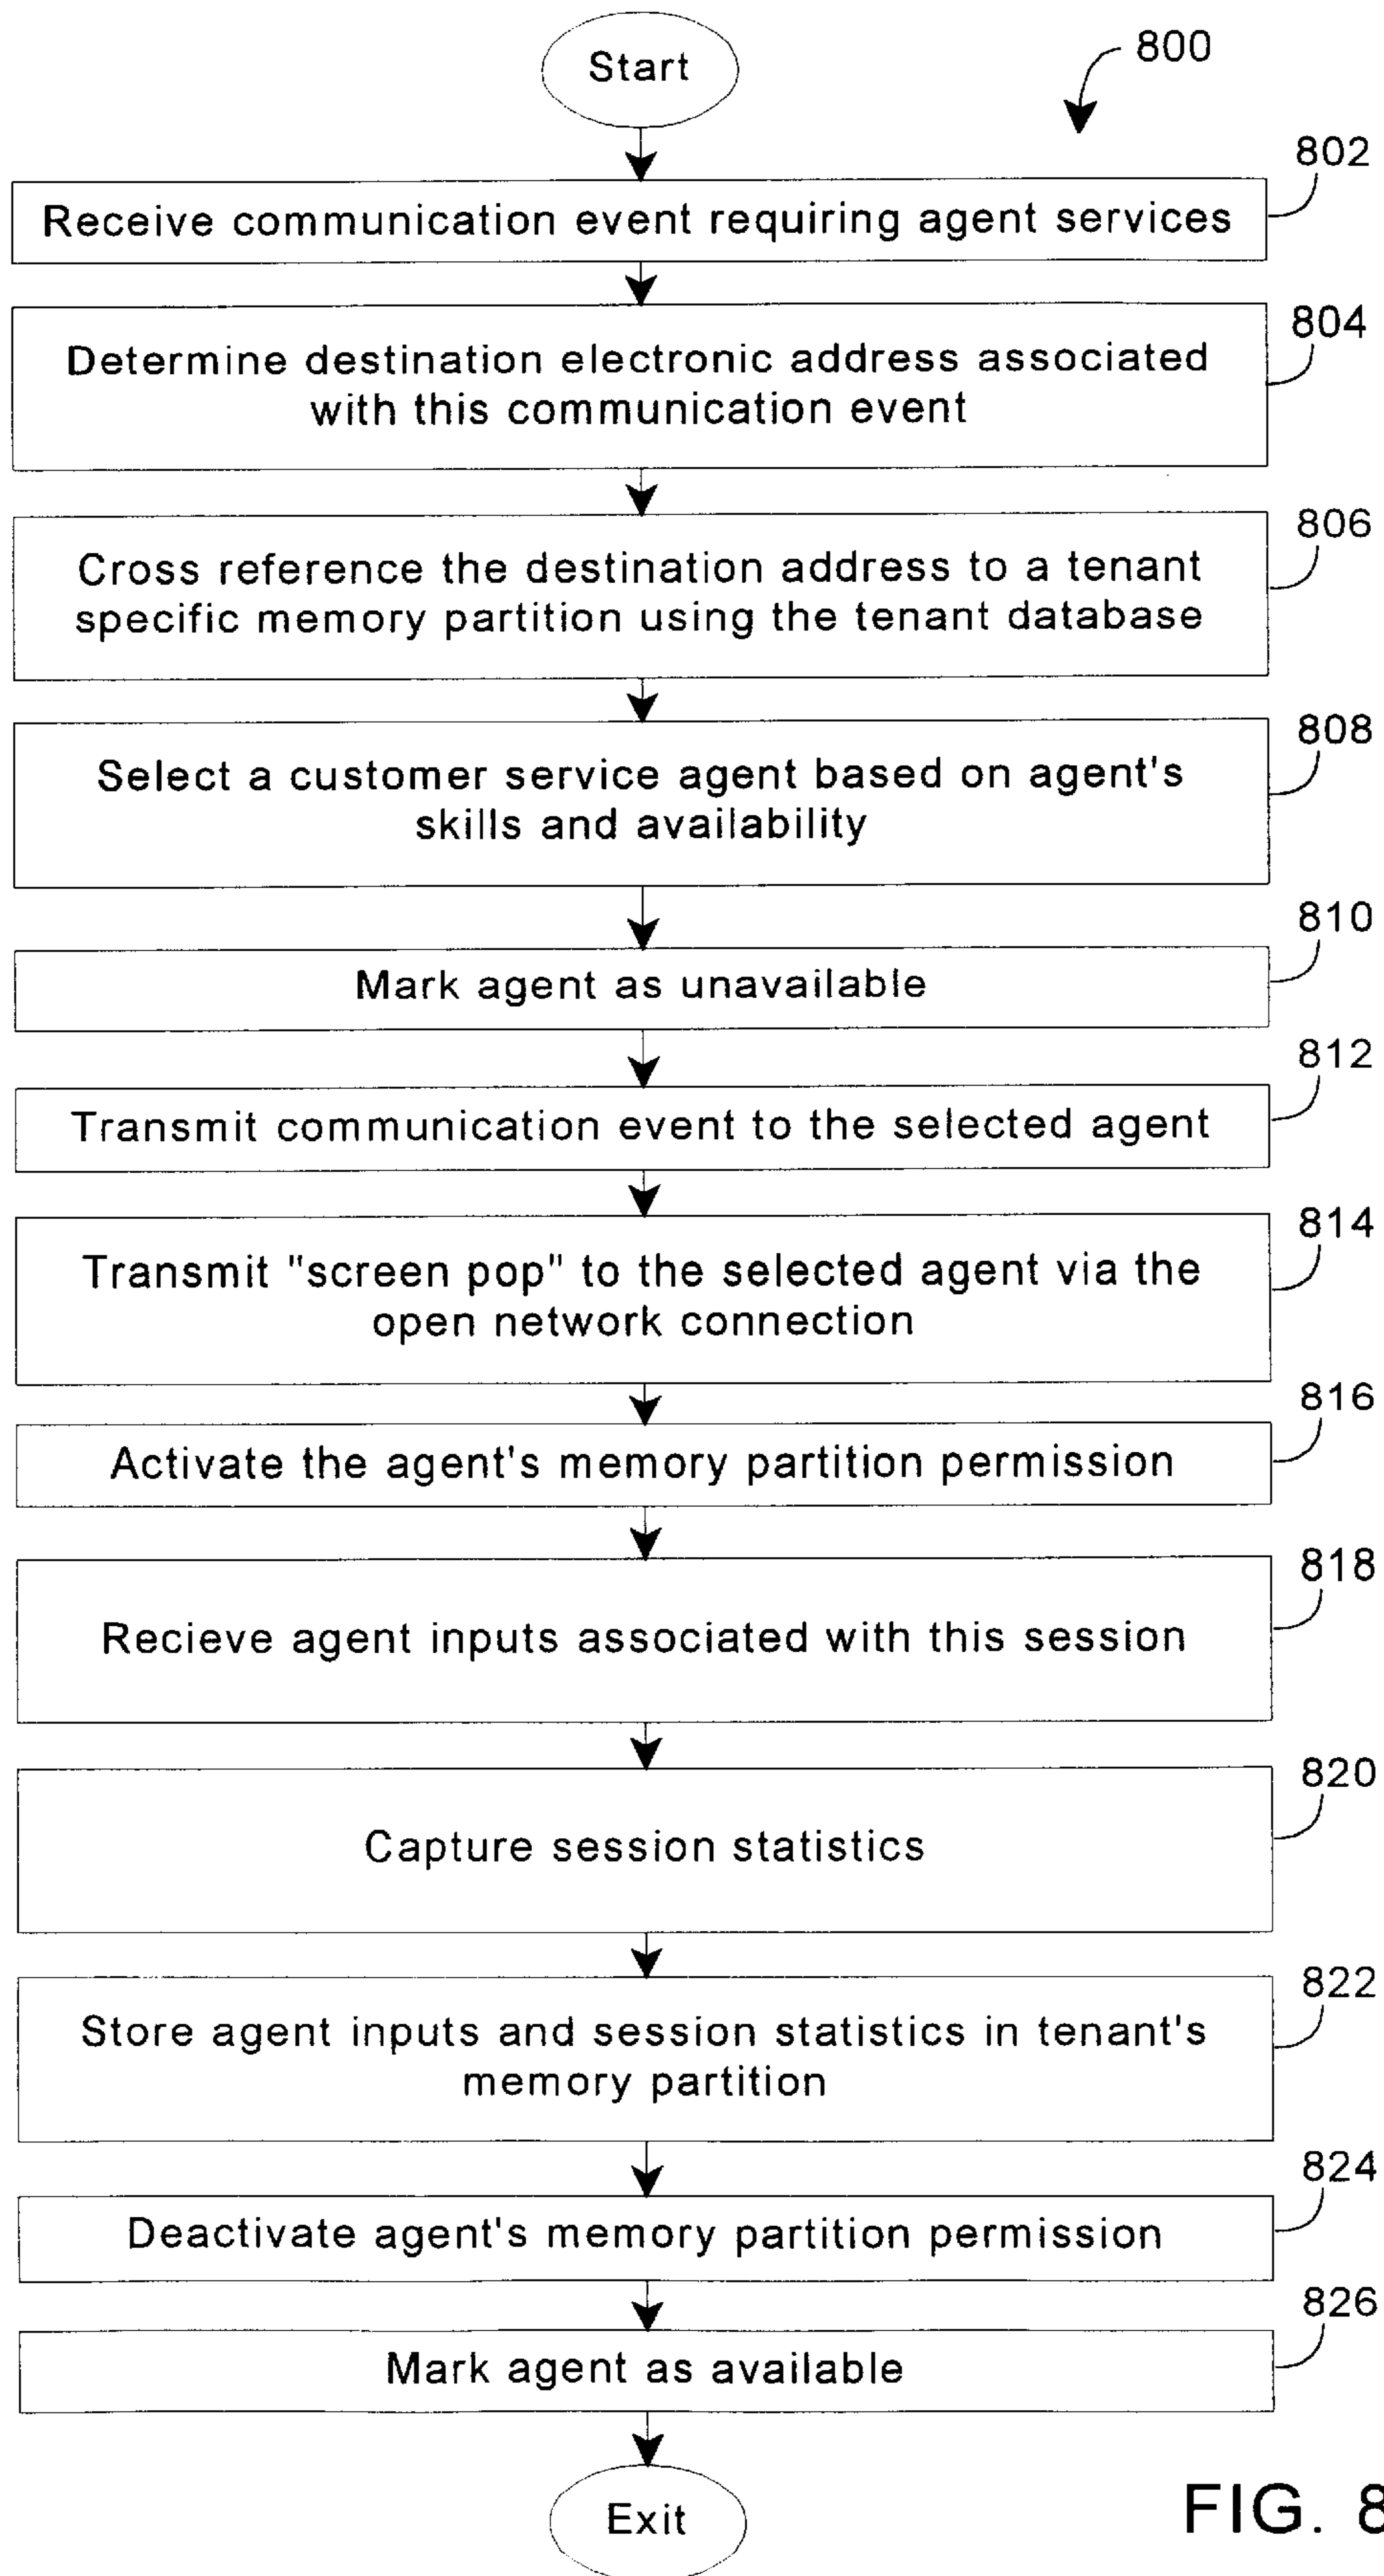 Start
800
802
Receive communication event requiring agent services
804
Determine destination electronic address associated
with this communication event
806
Cross reference the destination address to a tenant
specific memory partition using the tenant database
808
Select a customer service agent based on agent's
skills and availability
810
Mark agent as unavailable
812
Transmit communication event to the selected agent
814
Transmit "screen pop" to the selected agent via the
open network connection
816
Activate the agent's memory partition permission
818
Recieve agent inputs associated with this session
820
Capture session statistics
822
Store agent inputs and session statistics in tenant's
memory partition
824
Deactivate agent's memory partition permission
826
Mark agent as available
Exit
FIG. 8